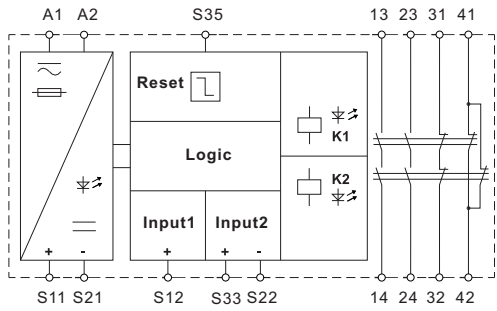 A1 A2 S35 13 23 31 41
Reset
K1
Logic
K2
Input1 Input2
+ - + + -
S11 S21 S12 S33 S22 14 24 32 42